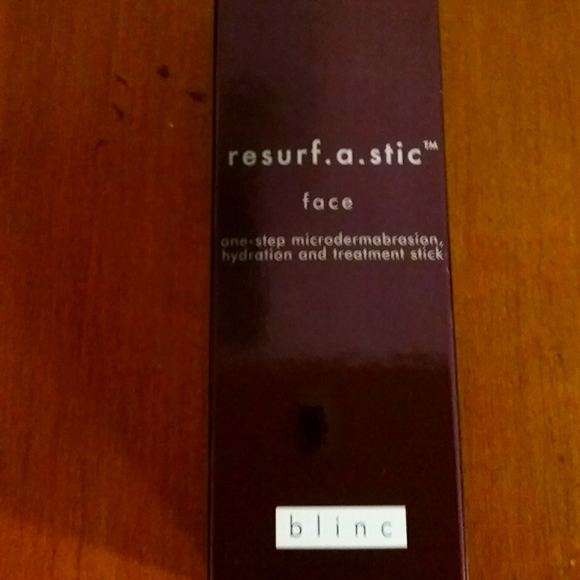 resurf.a.stic™
face
one-step microdermabrasion,
hydration and treatment stick
blinc